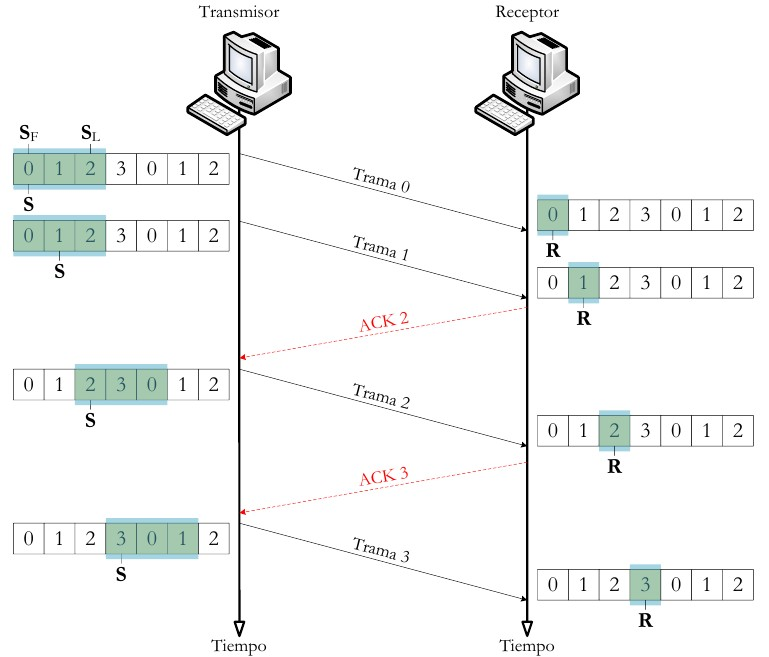 Transmisor
Receptor
SF SL
0 1 2 3 0 1 2
S
Trama 0
0 1 2 3 0 1 2
R
0 1 2 3 0 1 2
S
Trama 1
0 1 2 3 0 1 2
R
ACK 2
0 1 2 3 0 1 2
S
Trama 2
0 1 2 3 0 1 2
R
ACK 3
0 1 2 3 0 1 2
S
Trama 3
0 1 2 3 0 1 2
R
Tiempo
Tiempo